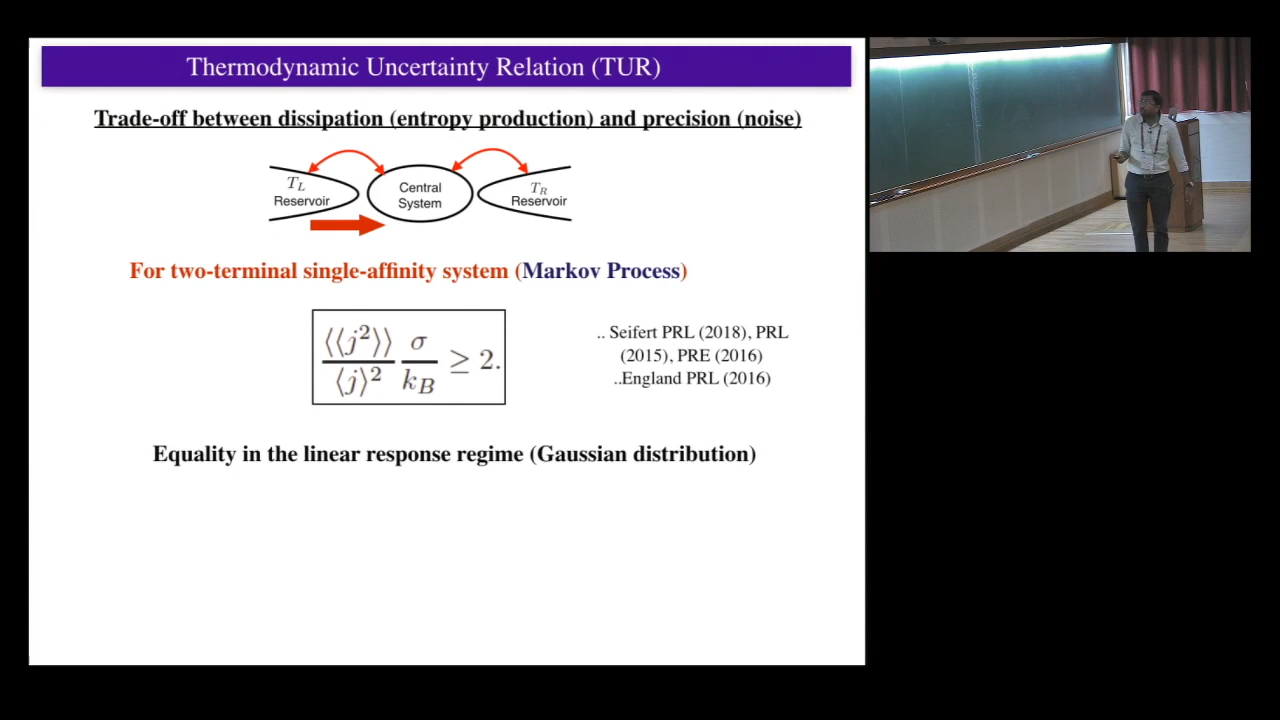 Thermodynamic Uncertainty Relation (TUR)
Trade-off between dissipation (entropy production) and precision (noise)
T_L
Reservoir
Central
System
T_R
Reservoir
For two-terminal single-affinity system (Markov Process)
⟨⟨j²⟩⟩/⟨j⟩² σ/k_B ≥ 2.
.. Seifert PRL (2018), PRL
(2015), PRE (2016)
..England PRL (2016)
Equality in the linear response regime (Gaussian distribution)